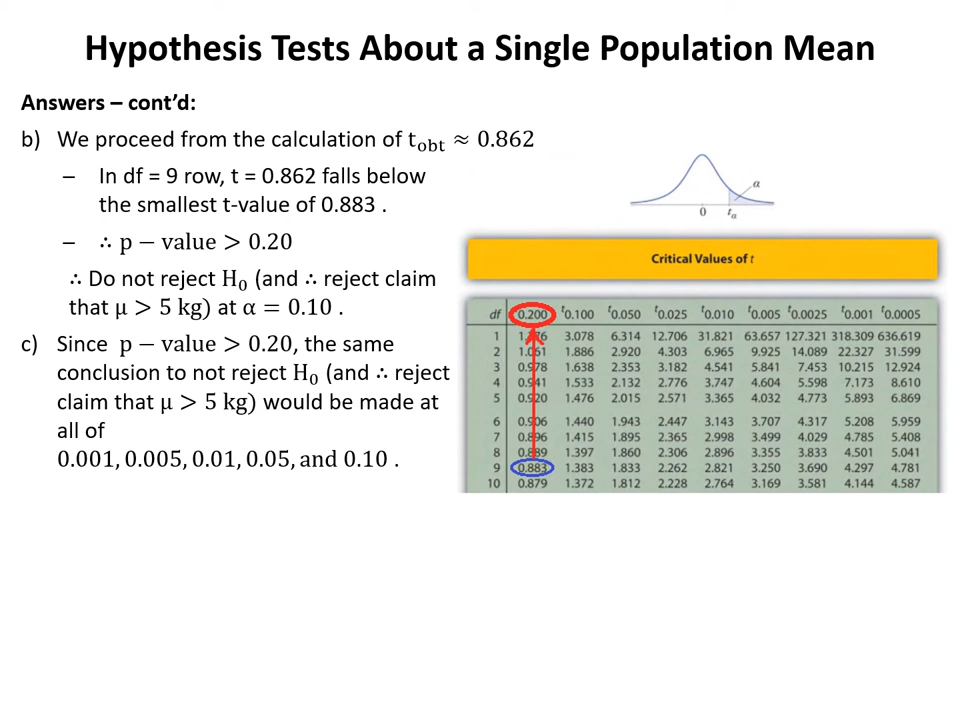 Hypothesis Tests About a Single Population Mean
Answers – cont'd:
b) We proceed from the calculation of t_obt ≈ 0.862
– In df = 9 row, t = 0.862 falls below
the smallest t-value of 0.883 .
– ∴ p − value > 0.20
∴ Do not reject H₀ (and ∴ reject claim
that μ > 5 kg) at α = 0.10 .
c) Since p − value > 0.20, the same
conclusion to not reject H₀ (and ∴ reject
claim that μ > 5 kg) would be made at
all of
0.001, 0.005, 0.01, 0.05, and 0.10 .
α
0 tα
Critical Values of t
df t0.200 t0.100 t0.050 t0.025 t0.010 t0.005 t0.0025 t0.001 t0.0005
1 1.376 3.078 6.314 12.706 31.821 63.657 127.321 318.309 636.619
2 1.061 1.886 2.920 4.303 6.965 9.925 14.089 22.327 31.599
3 0.978 1.638 2.353 3.182 4.541 5.841 7.453 10.215 12.924
4 0.941 1.533 2.132 2.776 3.747 4.604 5.598 7.173 8.610
5 0.920 1.476 2.015 2.571 3.365 4.032 4.773 5.893 6.869
6 0.906 1.440 1.943 2.447 3.143 3.707 4.317 5.208 5.959
7 0.896 1.415 1.895 2.365 2.998 3.499 4.029 4.785 5.408
8 0.889 1.397 1.860 2.306 2.896 3.355 3.833 4.501 5.041
9 0.883 1.383 1.833 2.262 2.821 3.250 3.690 4.297 4.781
10 0.879 1.372 1.812 2.228 2.764 3.169 3.581 4.144 4.587